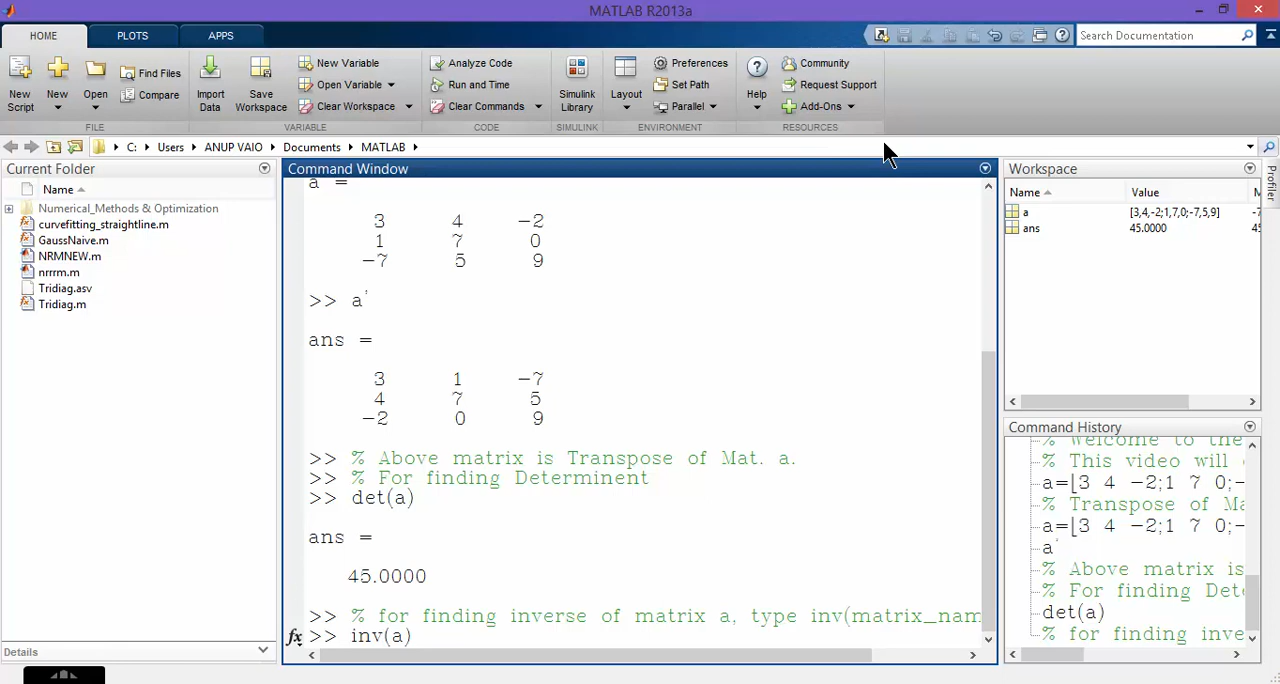 MATLAB R2013a
HOME PLOTS APPS
Search Documentation
New Script
New
Open
Find Files
Compare
Import Data
Save Workspace
New Variable
Open Variable
Clear Workspace
Analyze Code
Run and Time
Clear Commands
Simulink Library
Layout
Preferences
Set Path
Parallel
Help
Community
Request Support
Add-Ons
FILE VARIABLE CODE SIMULINK ENVIRONMENT RESOURCES
C: Users ANUP VAIO Documents MATLAB
Current Folder
Name
Numerical_Methods & Optimization
curvefitting_straightline.m
GaussNaive.m
NRMNEW.m
nrrrm.m
Tridiag.asv
Tridiag.m
Details
Command Window
a =
3 4 -2
1 7 0
-7 5 9
>> a'
ans =
3 1 -7
4 7 5
-2 0 9
>> % Above matrix is Transpose of Mat. a.
>> % For finding Determinent
>> det(a)
ans =
45.0000
>> % for finding inverse of matrix a, type inv(matrix_nam
fx >> inv(a)
Workspace
Name Value
a [3,4,-2;1,7,0;-7,5,9]
ans 45.0000
Profiler
Command History
% Welcome to the
% This video will
a=[3 4 -2;1 7 0;-
% Transpose of Ma
a=[3 4 -2;1 7 0;-
a'
% Above matrix is
% For finding Det
det(a)
% for finding inve